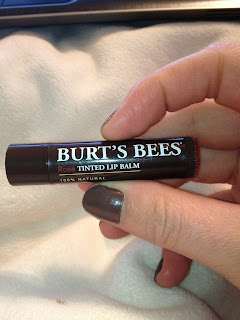 BURT'S BEES®
Rose TINTED LIP BALM
100% NATURAL